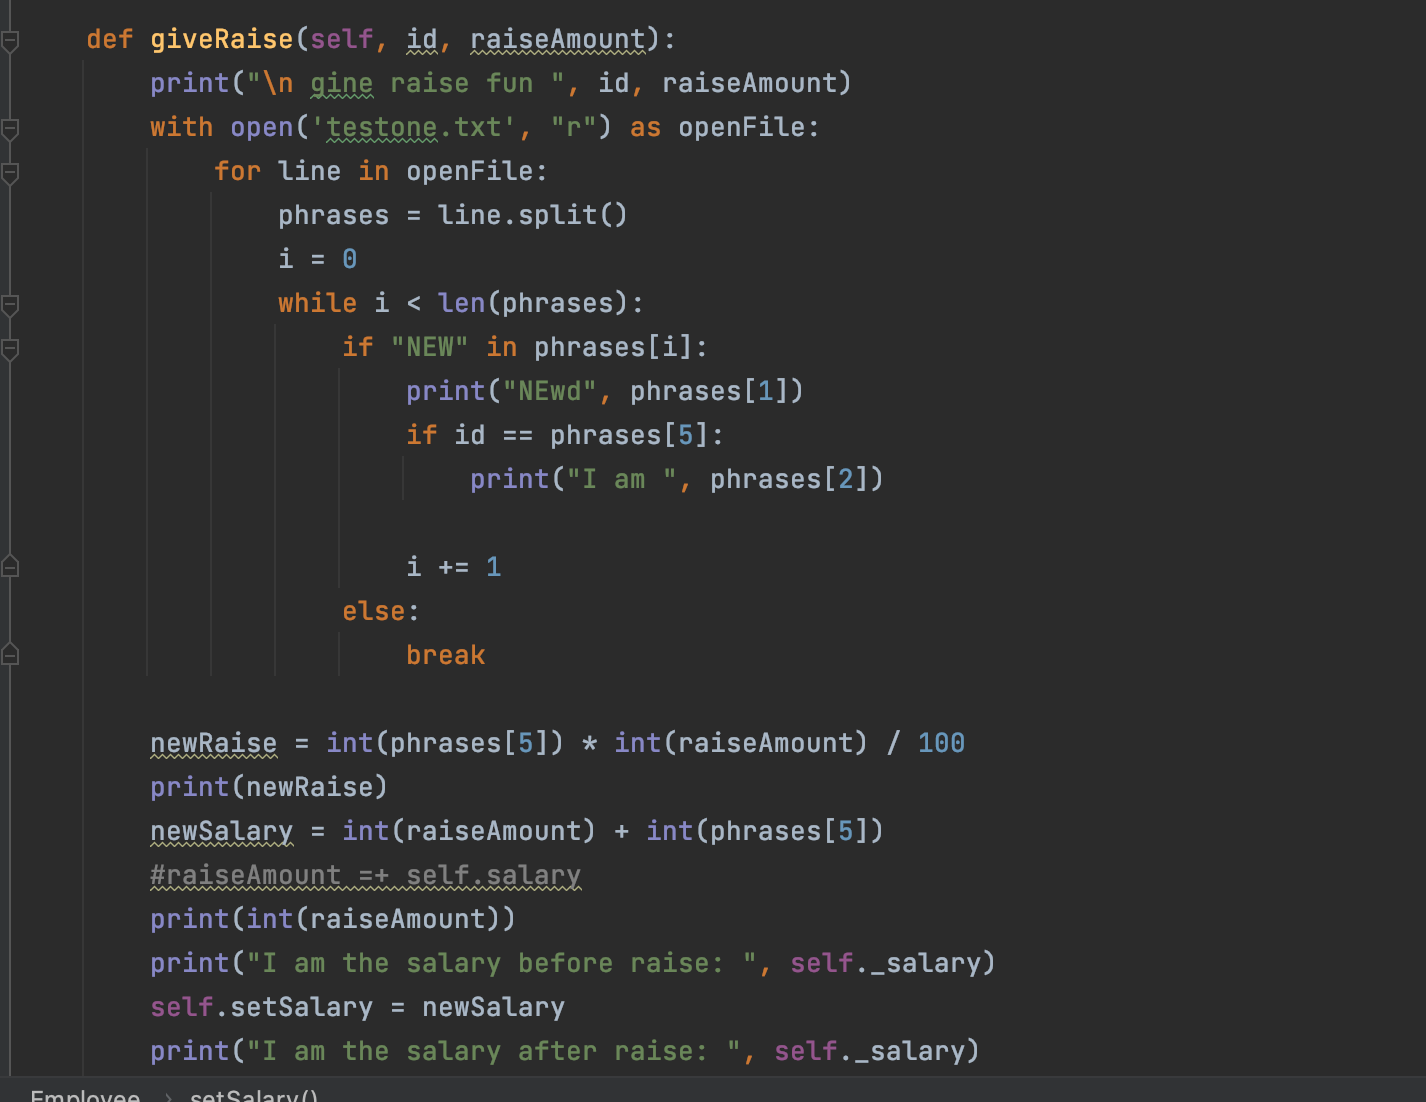 def giveRaise(self, id, raiseAmount):
    print("\n gine raise fun ", id, raiseAmount)
    with open('testone.txt', "r") as openFile:
        for line in openFile:
            phrases = line.split()
            i = 0
            while i < len(phrases):
                if "NEW" in phrases[i]:
                    print("NEwd", phrases[1])
                    if id == phrases[5]:
                        print("I am ", phrases[2])
                    i += 1
                else:
                    break
    newRaise = int(phrases[5]) * int(raiseAmount) / 100
    print(newRaise)
    newSalary = int(raiseAmount) + int(phrases[5])
    #raiseAmount =+ self.salary
    print(int(raiseAmount))
    print("I am the salary before raise: ", self._salary)
    self.setSalary = newSalary
    print("I am the salary after raise: ", self._salary)
Employee > setSalary()